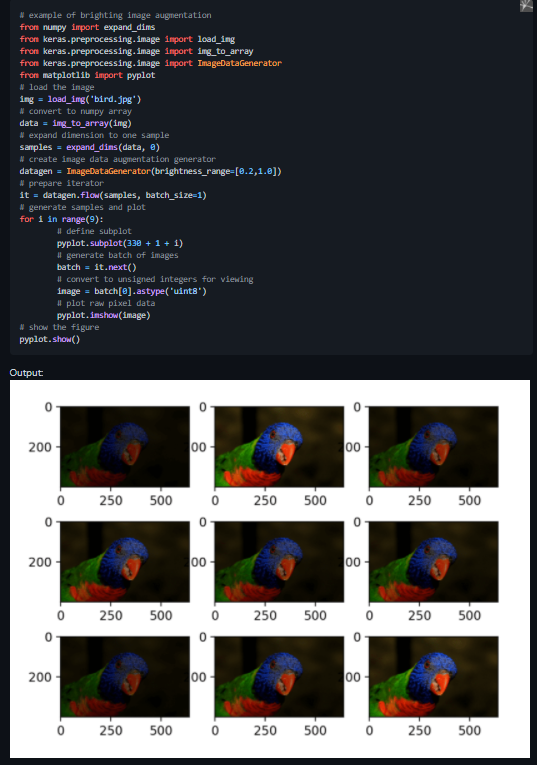 # example of brighting image augmentation
from numpy import expand_dims
from keras.preprocessing.image import load_img
from keras.preprocessing.image import img_to_array
from keras.preprocessing.image import ImageDataGenerator
from matplotlib import pyplot
# load the image
img = load_img('bird.jpg')
# convert to numpy array
data = img_to_array(img)
# expand dimension to one sample
samples = expand_dims(data, 0)
# create image data augmentation generator
datagen = ImageDataGenerator(brightness_range=[0.2,1.0])
# prepare iterator
it = datagen.flow(samples, batch_size=1)
# generate samples and plot
for i in range(9):
        # define subplot
        pyplot.subplot(330 + 1 + i)
        # generate batch of images
        batch = it.next()
        # convert to unsigned integers for viewing
        image = batch[0].astype('uint8')
        # plot raw pixel data
        pyplot.imshow(image)
# show the figure
pyplot.show()
Output:
0 0 0
200 00 00
0 250 500 0 250 500 0 250 500
0 0 0
200 00 00
0 250 500 0 250 500 0 250 500
0 0 0
200 00 00
0 250 500 0 250 500 0 250 500